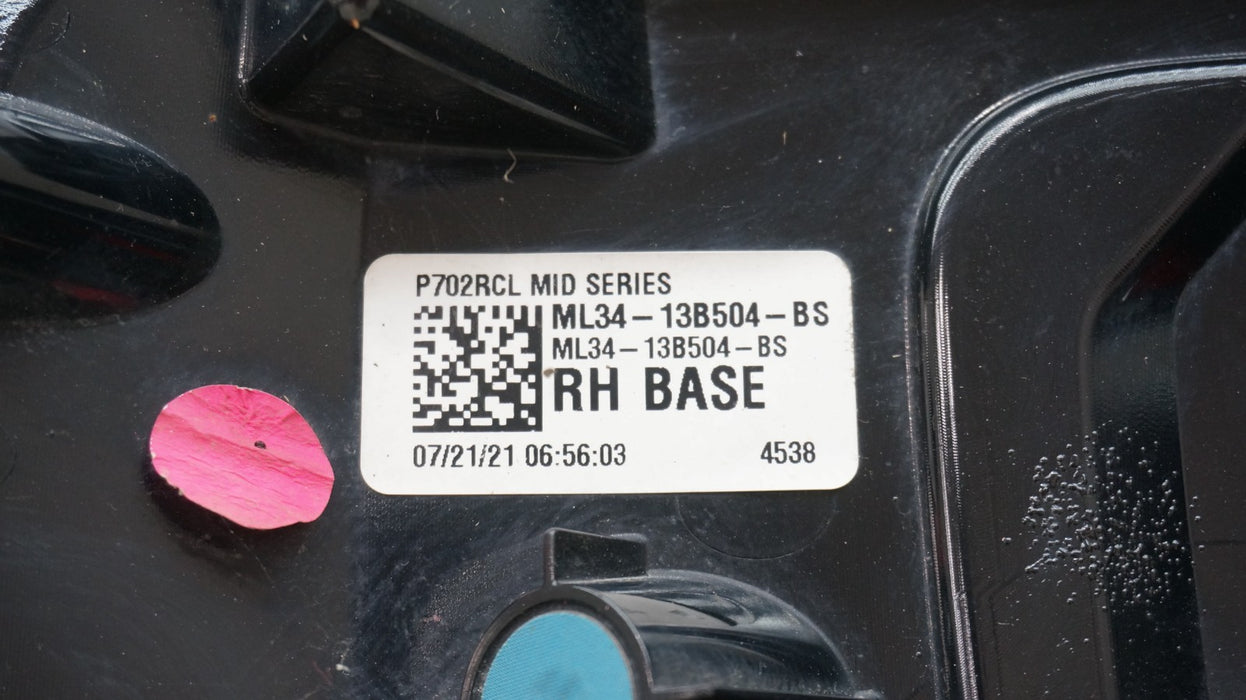 P702RCL MID SERIES
ML34-13B504-BS
ML34-13B504-BS
RH BASE
07/21/21 06:56:03 4538